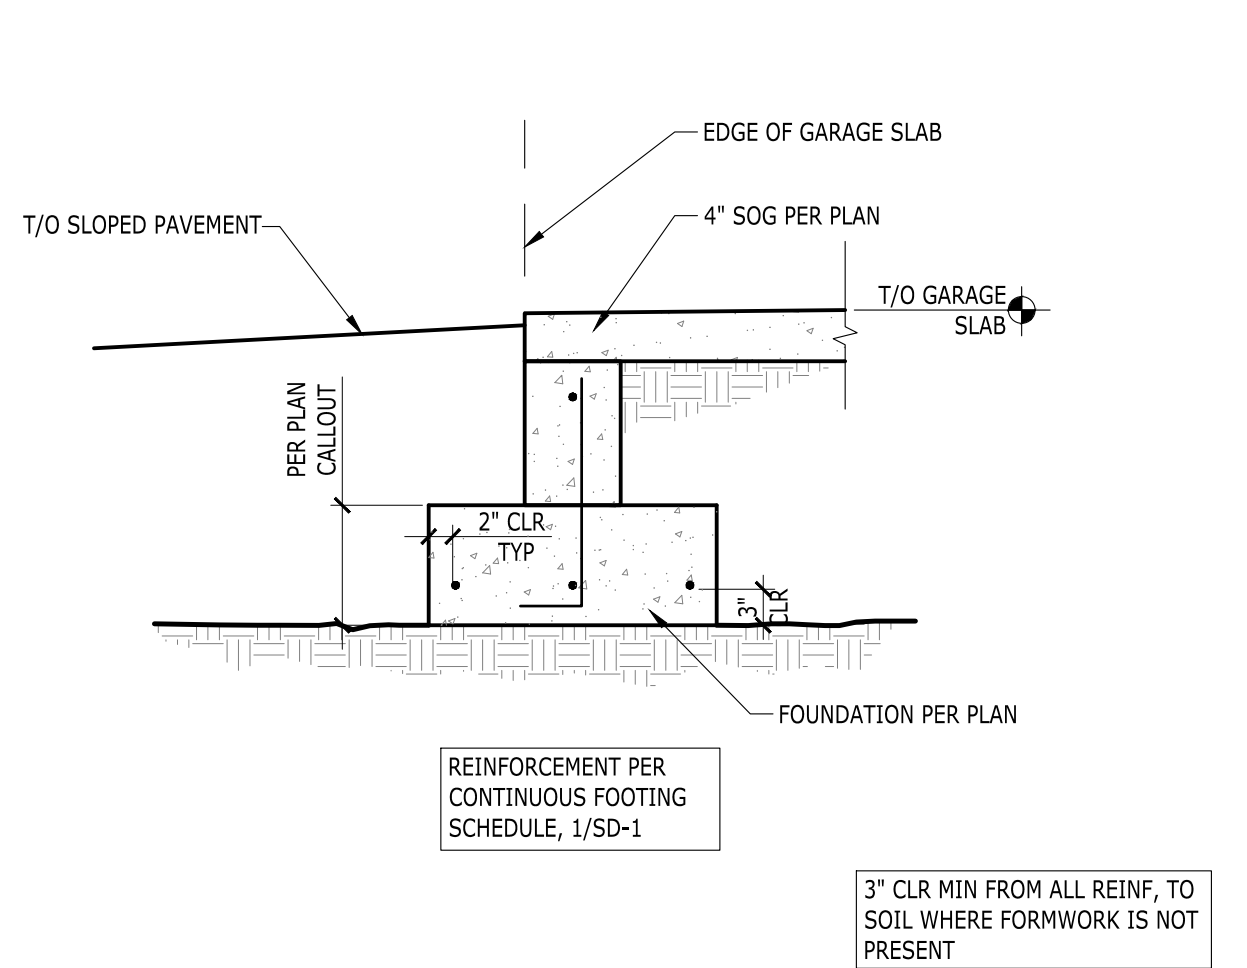 EDGE OF GARAGE SLAB
4" SOG PER PLAN
T/O SLOPED PAVEMENT
T/O GARAGE
SLAB
PER PLAN
CALLOUT
2" CLR
TYP
3"
CLR
FOUNDATION PER PLAN
REINFORCEMENT PER
CONTINUOUS FOOTING
SCHEDULE, 1/SD-1
3" CLR MIN FROM ALL REINF, TO
SOIL WHERE FORMWORK IS NOT
PRESENT